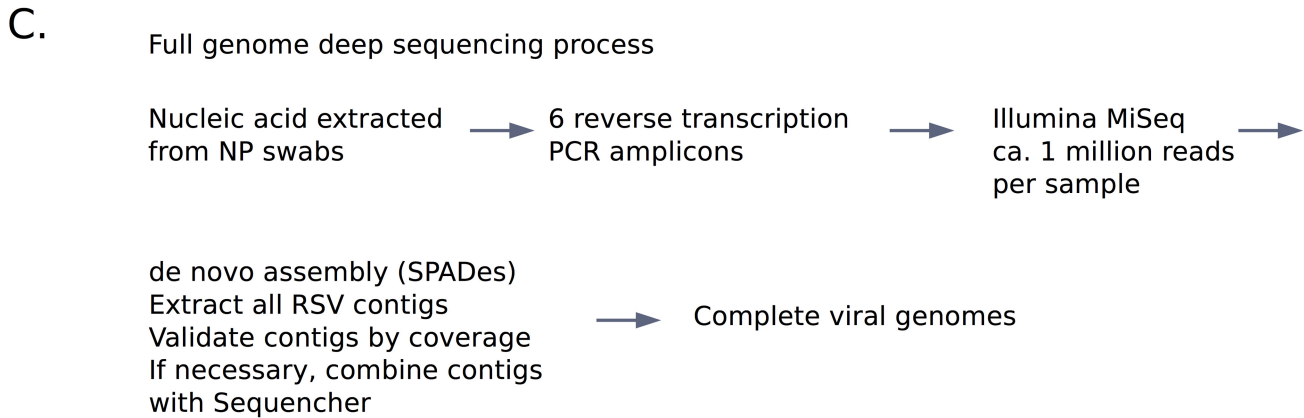 C.
Full genome deep sequencing process
Nucleic acid extracted
from NP swabs
6 reverse transcription
PCR amplicons
Illumina MiSeq
ca. 1 million reads
per sample
de novo assembly (SPADes)
Extract all RSV contigs
Validate contigs by coverage
If necessary, combine contigs
with Sequencher
Complete viral genomes